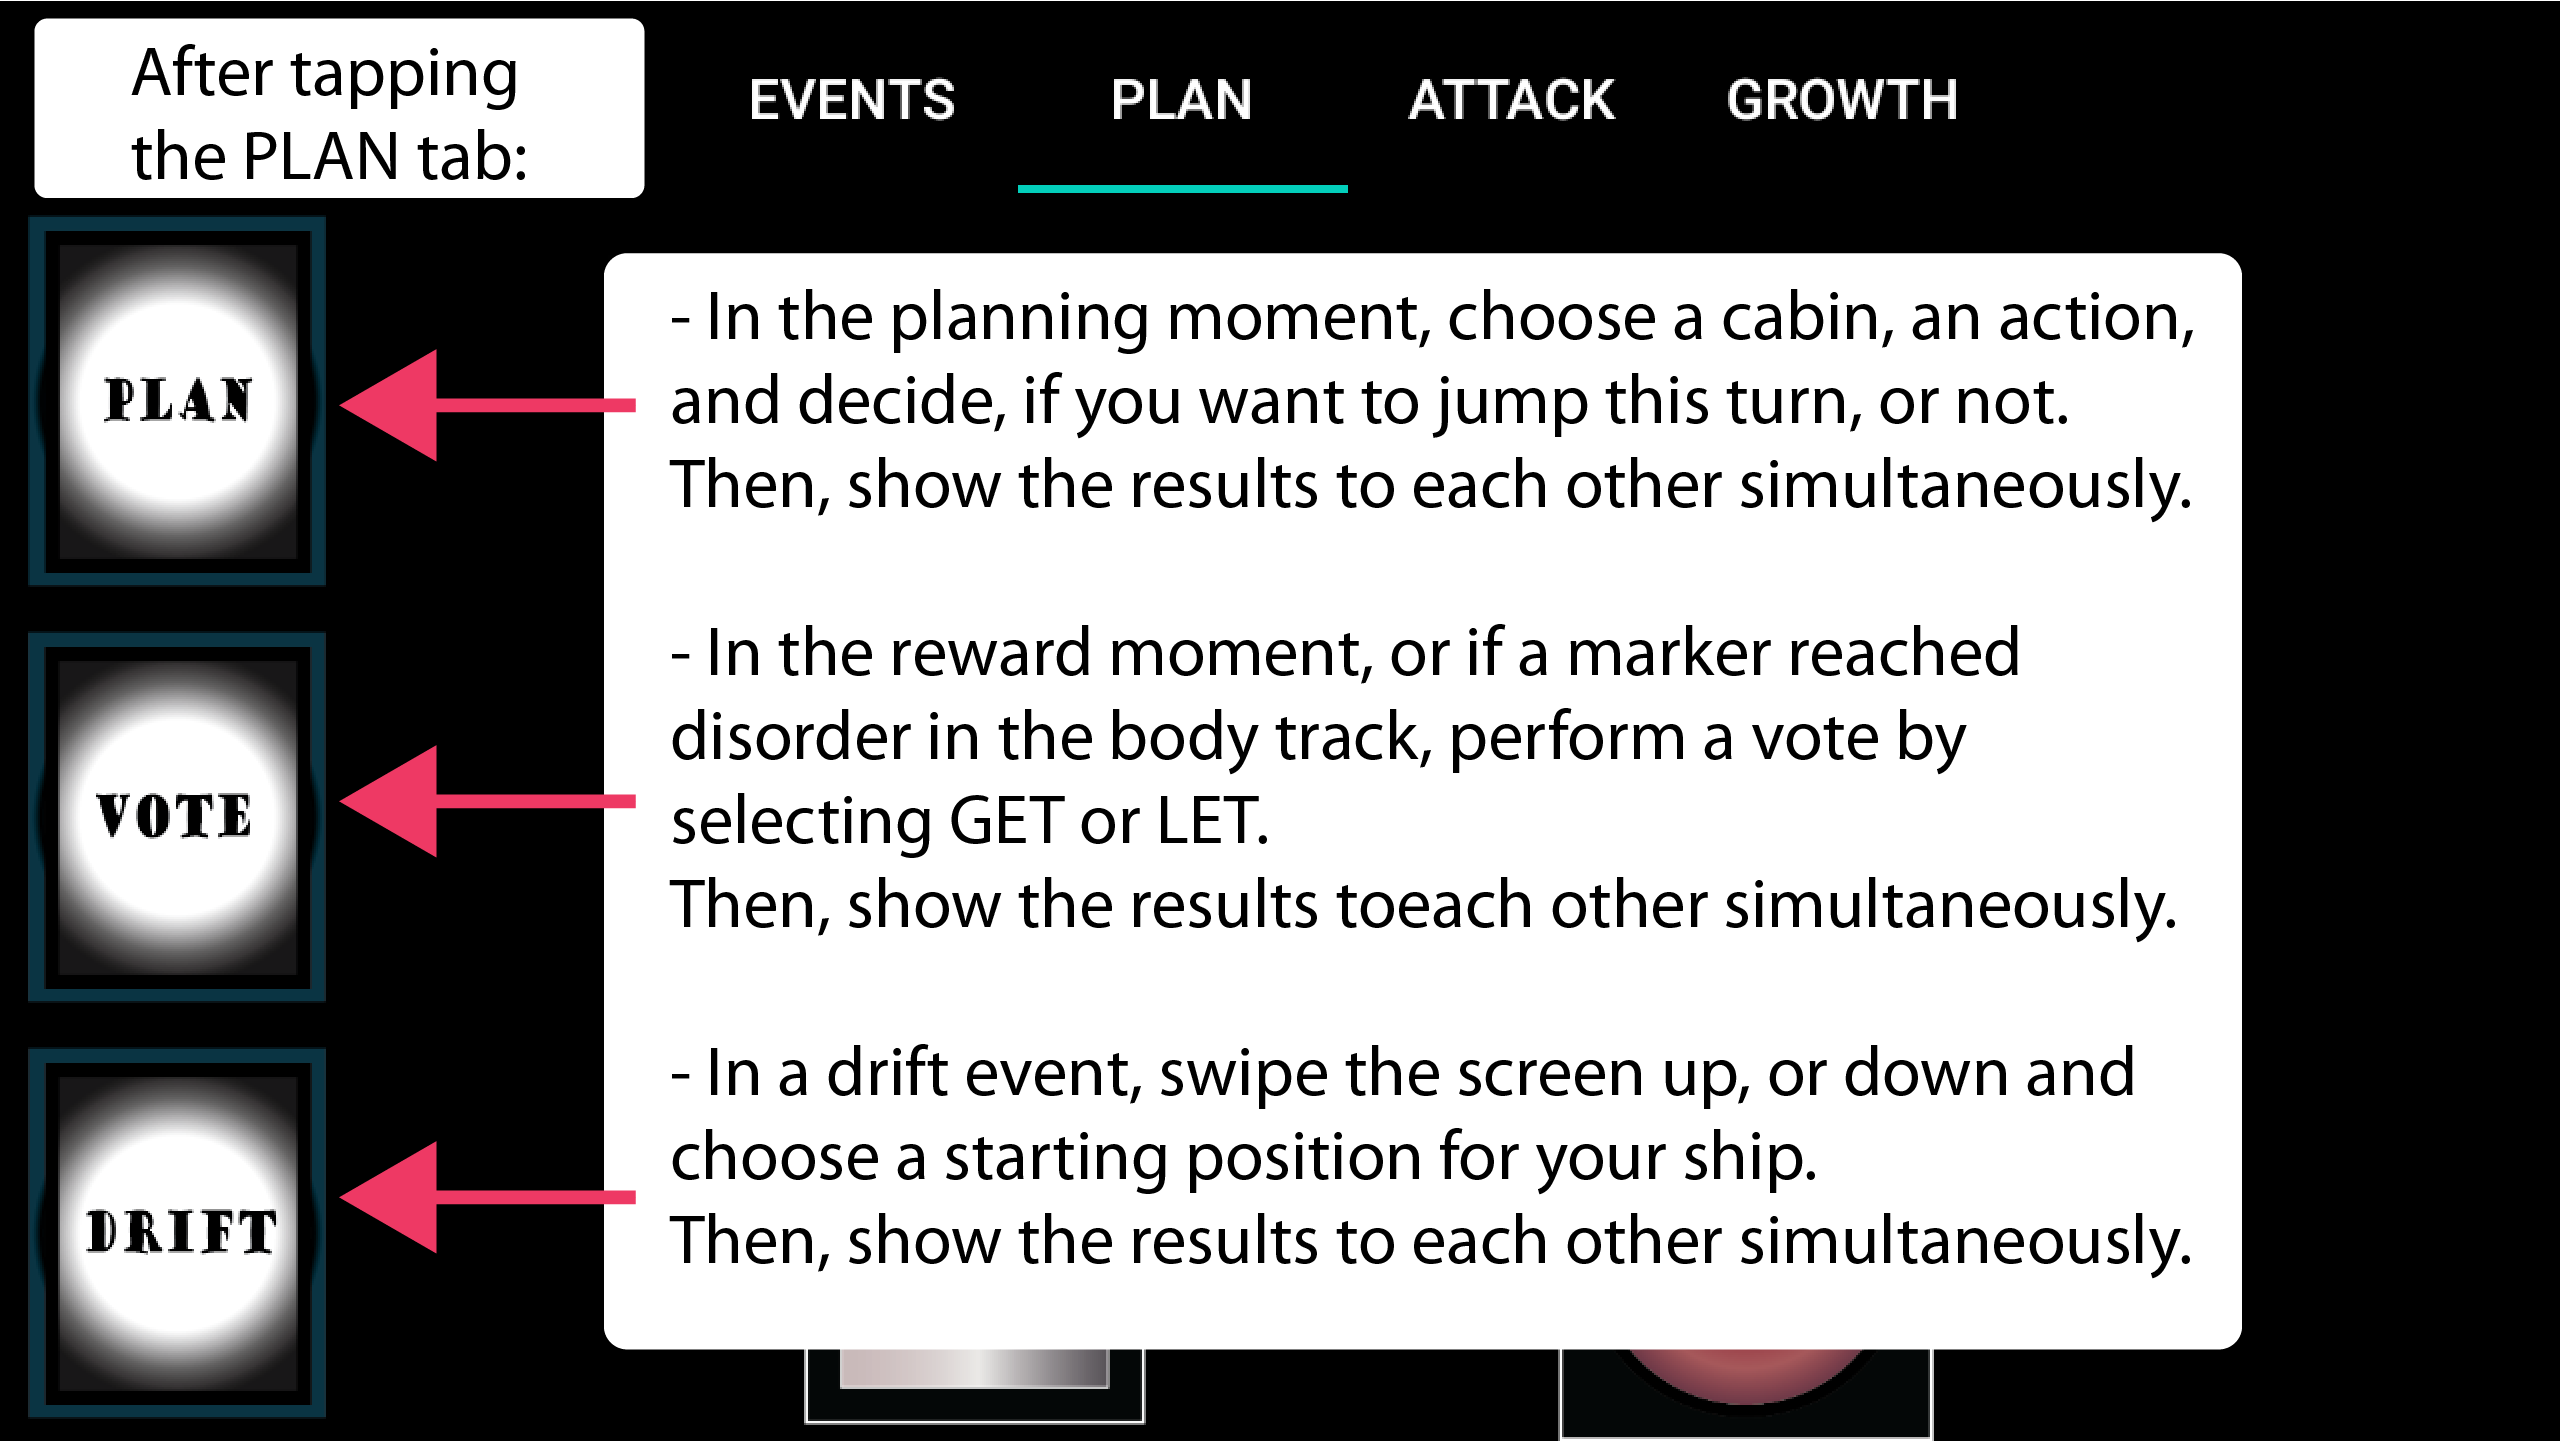 After tapping
the PLAN tab:
EVENTS PLAN ATTACK GROWTH
PLAN
- In the planning moment, choose a cabin, an action,
and decide, if you want to jump this turn, or not.
Then, show the results to each other simultaneously.
VOTE
- In the reward moment, or if a marker reached
disorder in the body track, perform a vote by
selecting GET or LET.
Then, show the results toeach other simultaneously.
DRIFT
- In a drift event, swipe the screen up, or down and
choose a starting position for your ship.
Then, show the results to each other simultaneously.